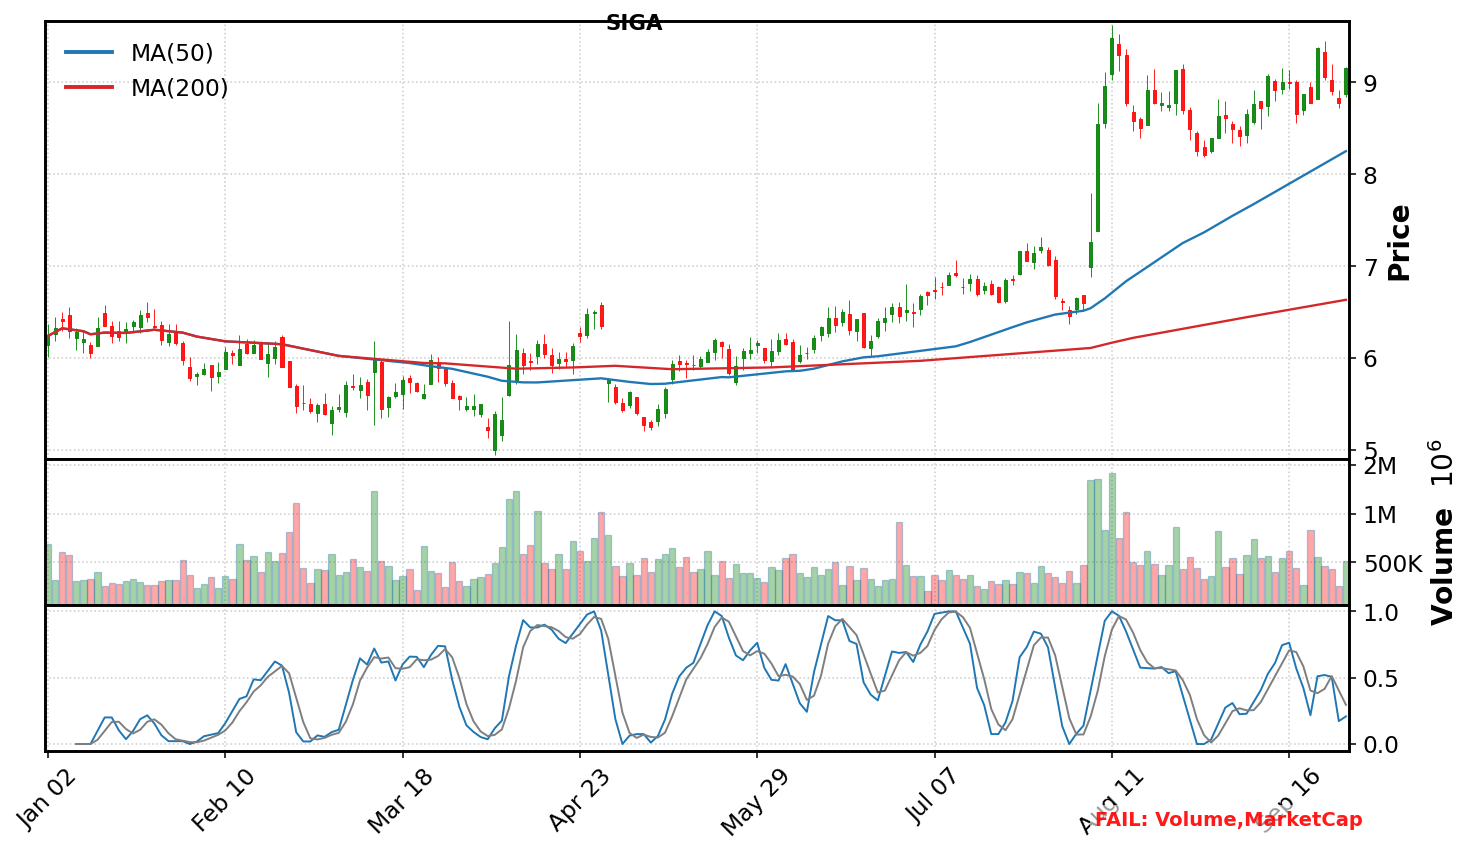 SIGA
MA(50)
MA(200)
9
8
7
6
5
Price
2M
1M
500K
Volume 10^6
1.0
0.5
0.0
Jan 02
Feb 10
Mar 18
Apr 23
May 29
Jul 07
Aug 11
Sep 16
FAIL: Volume,MarketCap